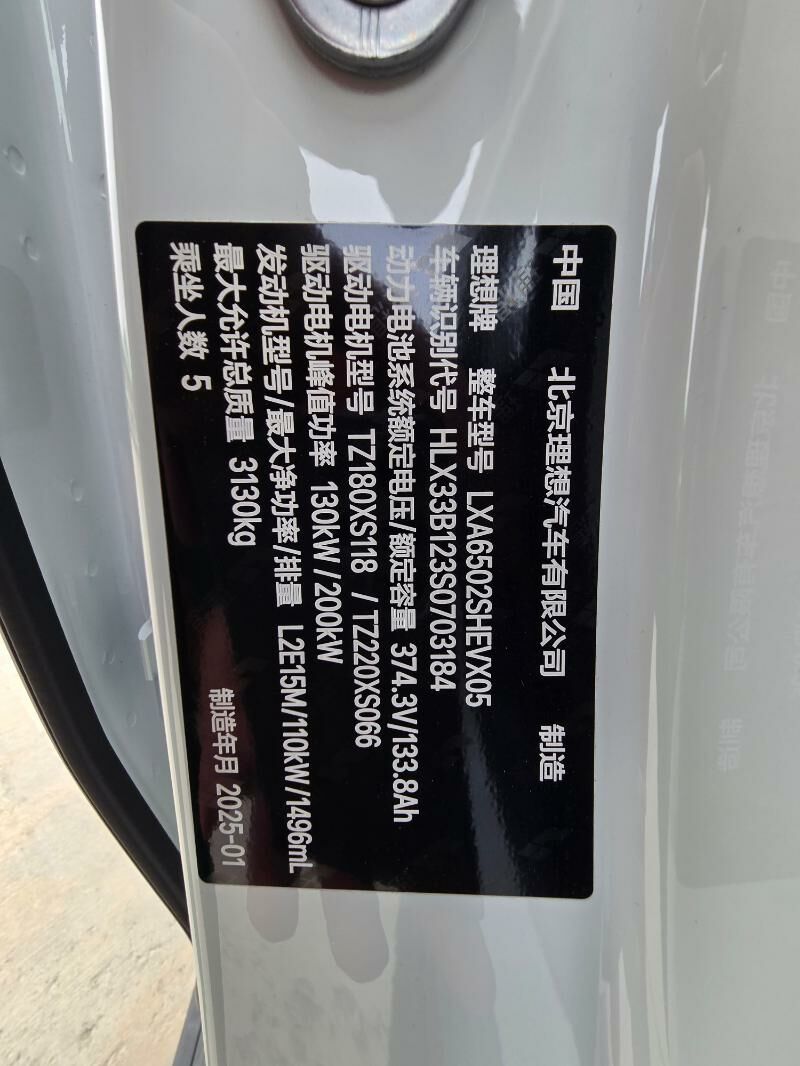 中国 北京理想汽车有限公司 制造
理想牌 整车型号 LXA6502SHEVX05
车辆识别代号 HLX33B123S0703184
动力电池系统额定电压/额定容量 374.3V/133.8Ah
驱动电机型号 TZ180XS118 / TZ220XS066
驱动电机峰值功率 130kW/200kW
发动机型号/最大净功率/排量 L2E15M/110kW/1496mL
最大允许总质量 3130kg
乘坐人数 5
制造年月 2025-01